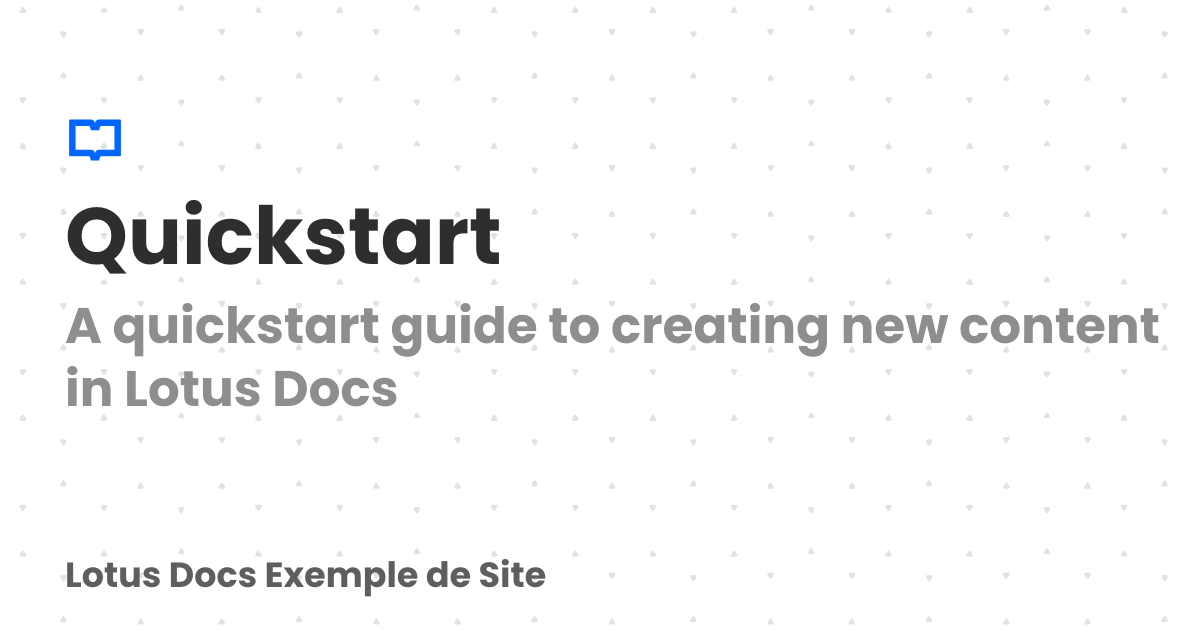 Quickstart
A quickstart guide to creating new content
in Lotus Docs
Lotus Docs Exemple de Site